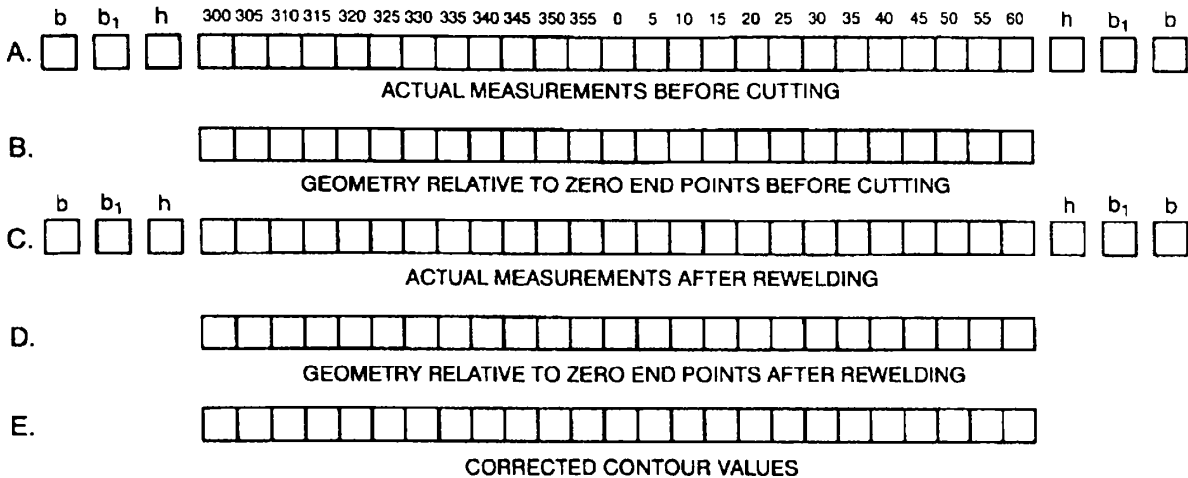 b b₁ h 300 305 310 315 320 325 330 335 340 345 350 355 0 5 10 15 20 25 30 35 40 45 50 55 60 h b₁ b
A.
ACTUAL MEASUREMENTS BEFORE CUTTING
B.
GEOMETRY RELATIVE TO ZERO END POINTS BEFORE CUTTING
b b₁ h h b₁ b
C.
ACTUAL MEASUREMENTS AFTER REWELDING
D.
GEOMETRY RELATIVE TO ZERO END POINTS AFTER REWELDING
E.
CORRECTED CONTOUR VALUES